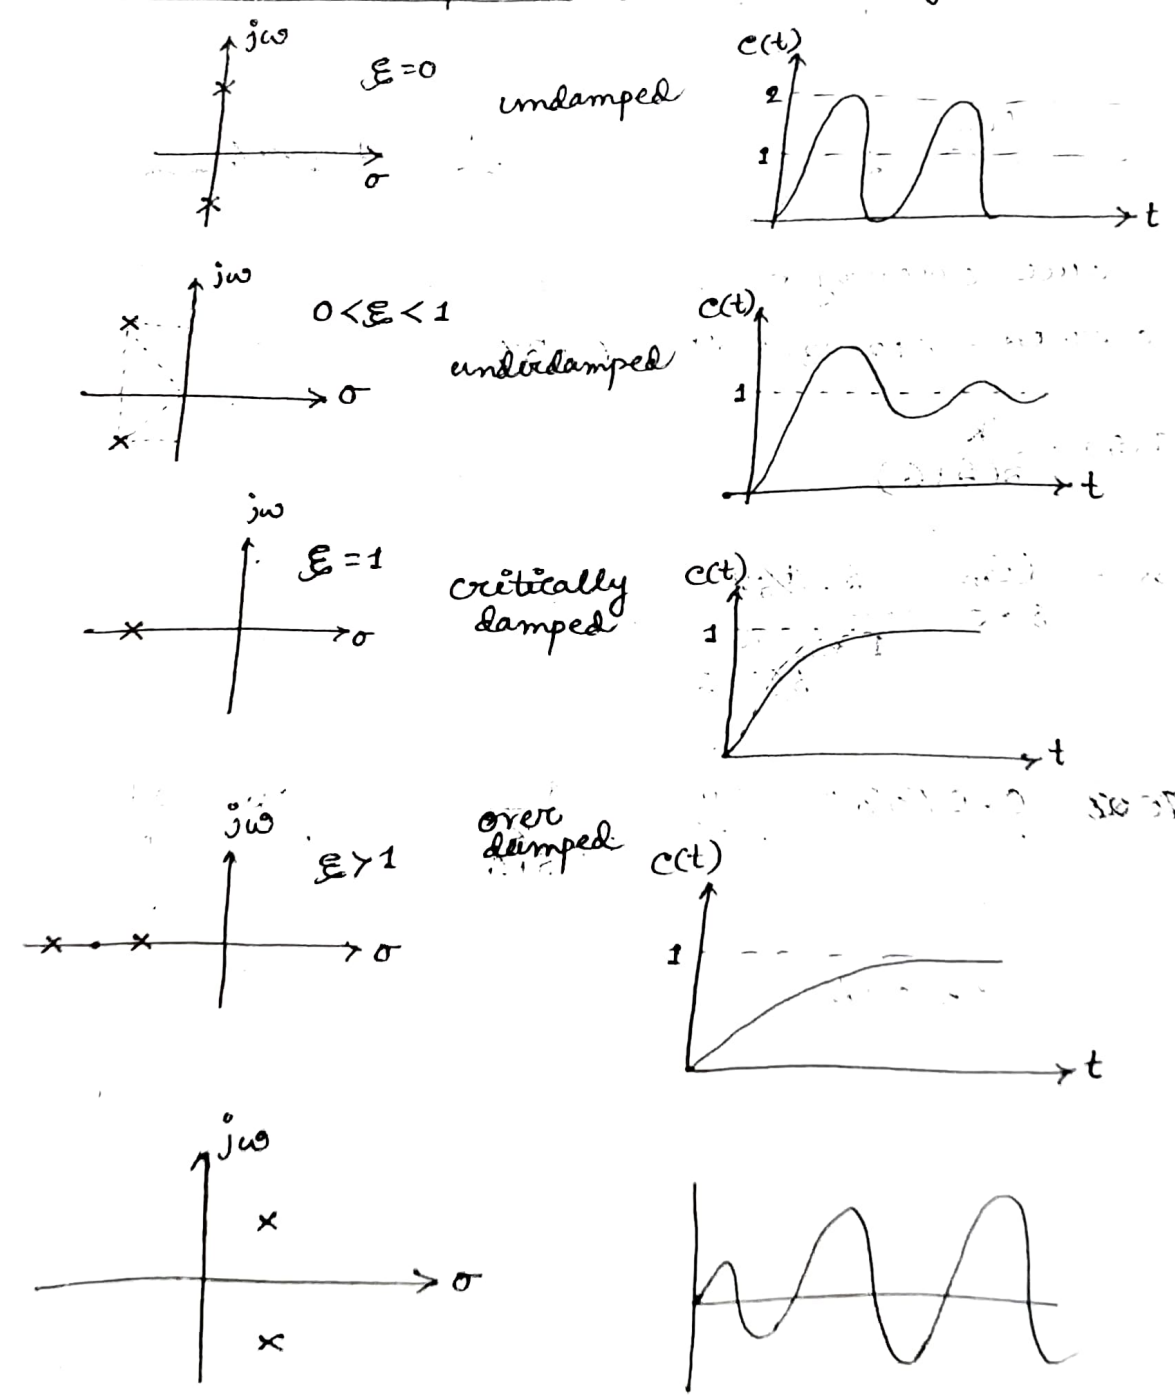 jω
ξ=0
undamped
σ
C(t)
2
1
t
jω
0<ξ<1
underdamped
σ
C(t)
1
t
jω
ξ=1
critically
damped
σ
C(t)
1
t
jω
ξ>1
over
damped
σ
C(t)
1
t
jω
σ